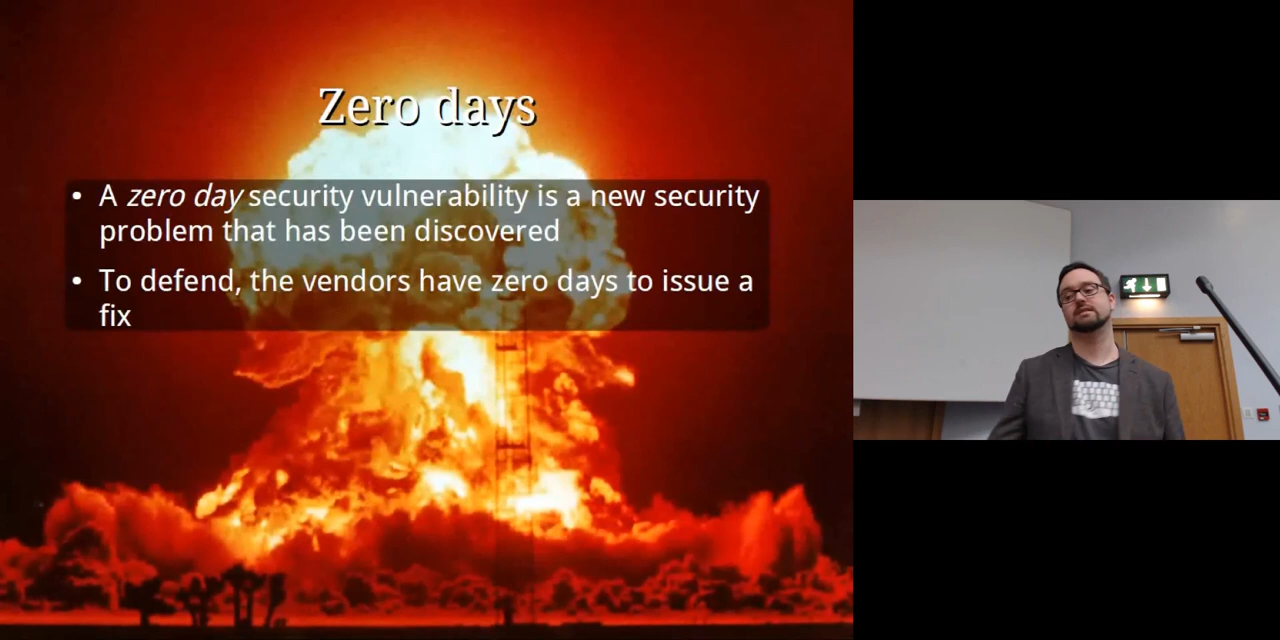 Zero days
• A zero day security vulnerability is a new security
problem that has been discovered
• To defend, the vendors have zero days to issue a
fix